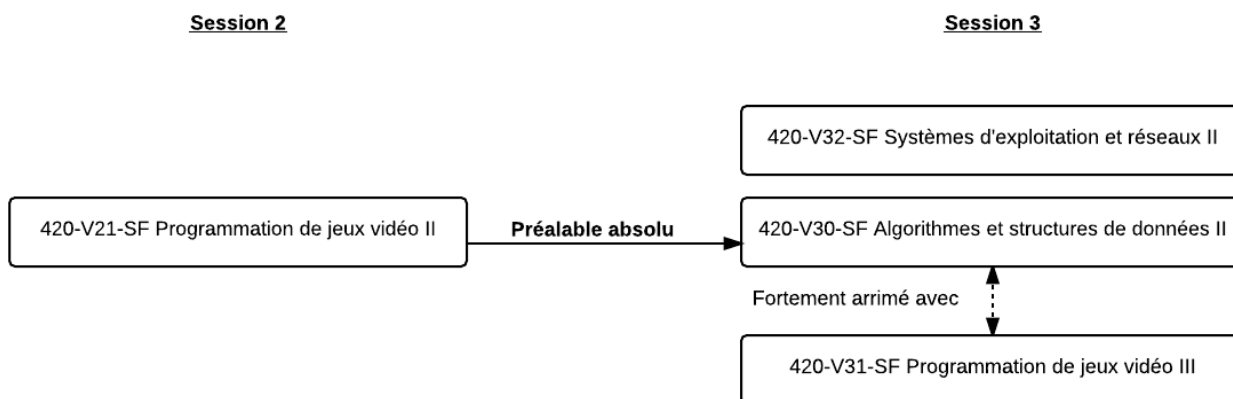 Session 2
Session 3
420-V32-SF Systèmes d'exploitation et réseaux II
420-V21-SF Programmation de jeux vidéo II
Préalable absolu
420-V30-SF Algorithmes et structures de données II
Fortement arrimé avec
420-V31-SF Programmation de jeux vidéo III